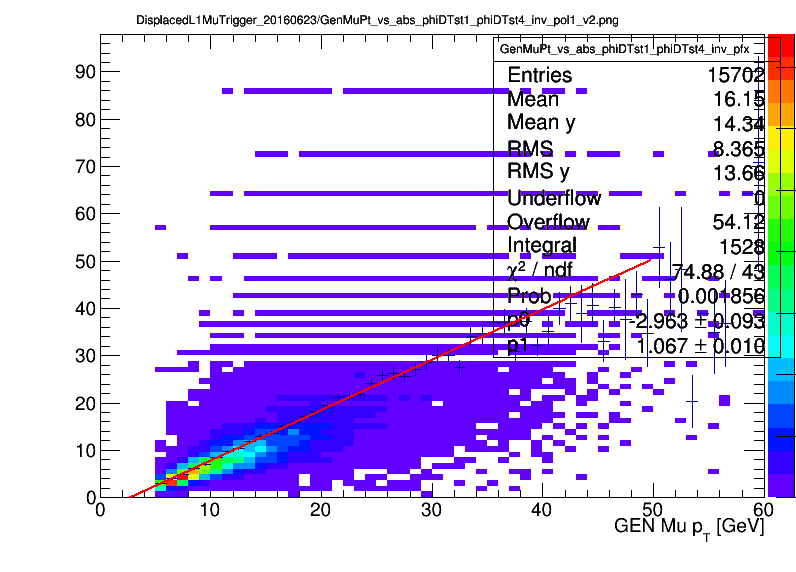 DisplacedL1MuTrigger_20160623/GenMuPt_vs_abs_phiDTst1_phiDTst4_inv_pol1_v2.png
GenMuPt_vs_abs_phiDTst1_phiDTst4_inv_pfx
Entries 15702
Mean 16.15
Mean y 14.34
RMS 8.365
RMS y 13.66
Underflow 0
Overflow 54.12
Integral 1528
χ² / ndf 74.88 / 43
Prob 0.001856
p0 -2.963 ± 0.093
p1 1.067 ± 0.010
90
80
70
60
50
40
30
20
10
0
0 10 20 30 40 50 60
GEN Mu p_T [GeV]